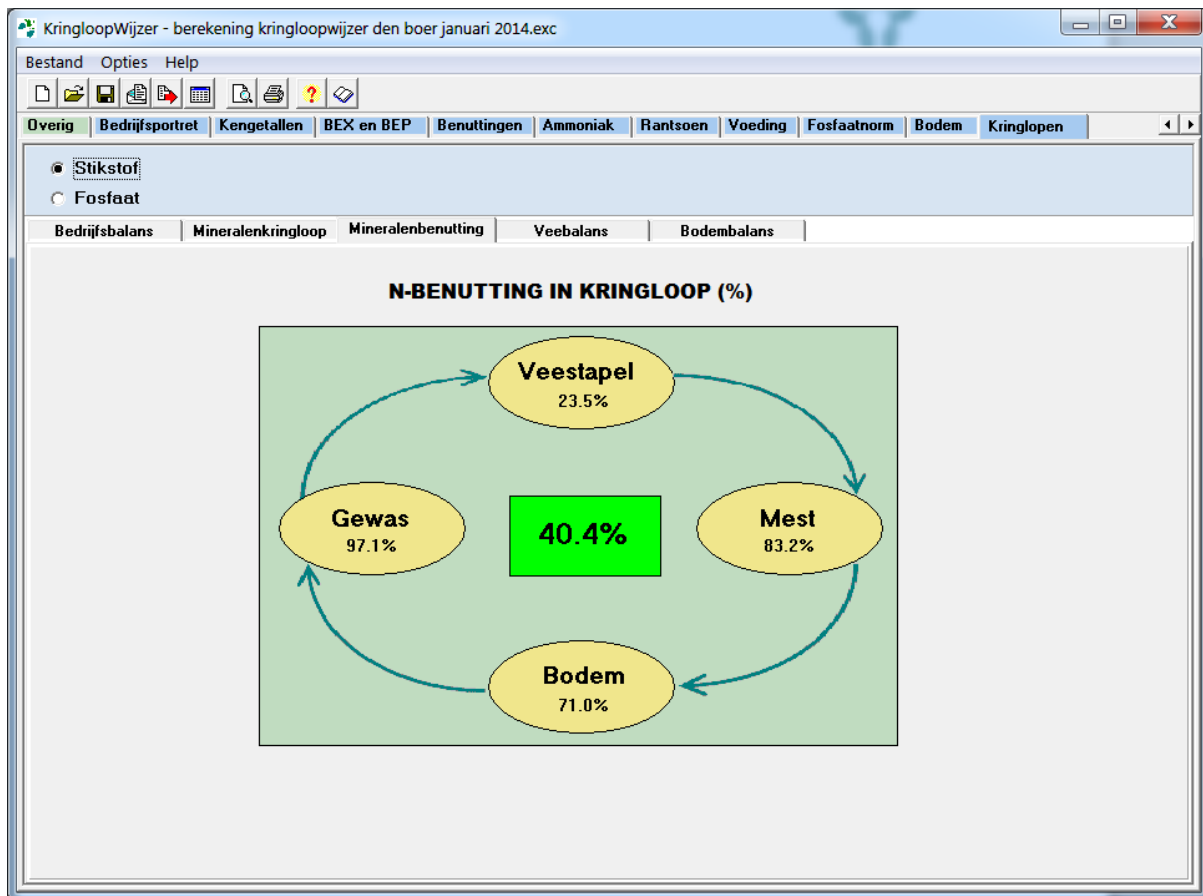 KringloopWijzer - berekening kringloopwijzer den boer januari 2014.exc
Bestand Opties Help
Overig Bedrijfsportret Kengetallen BEX en BEP Benuttingen Ammoniak Rantsoen Voeding Fosfaatnorm Bodem Kringlopen
Stikstof
Fosfaat
Bedrijfsbalans Mineralenkringloop Mineralenbenutting Veebalans Bodembalans
N-BENUTTING IN KRINGLOOP (%)
Veestapel
23.5%
Gewas
97.1%
40.4%
Mest
83.2%
Bodem
71.0%